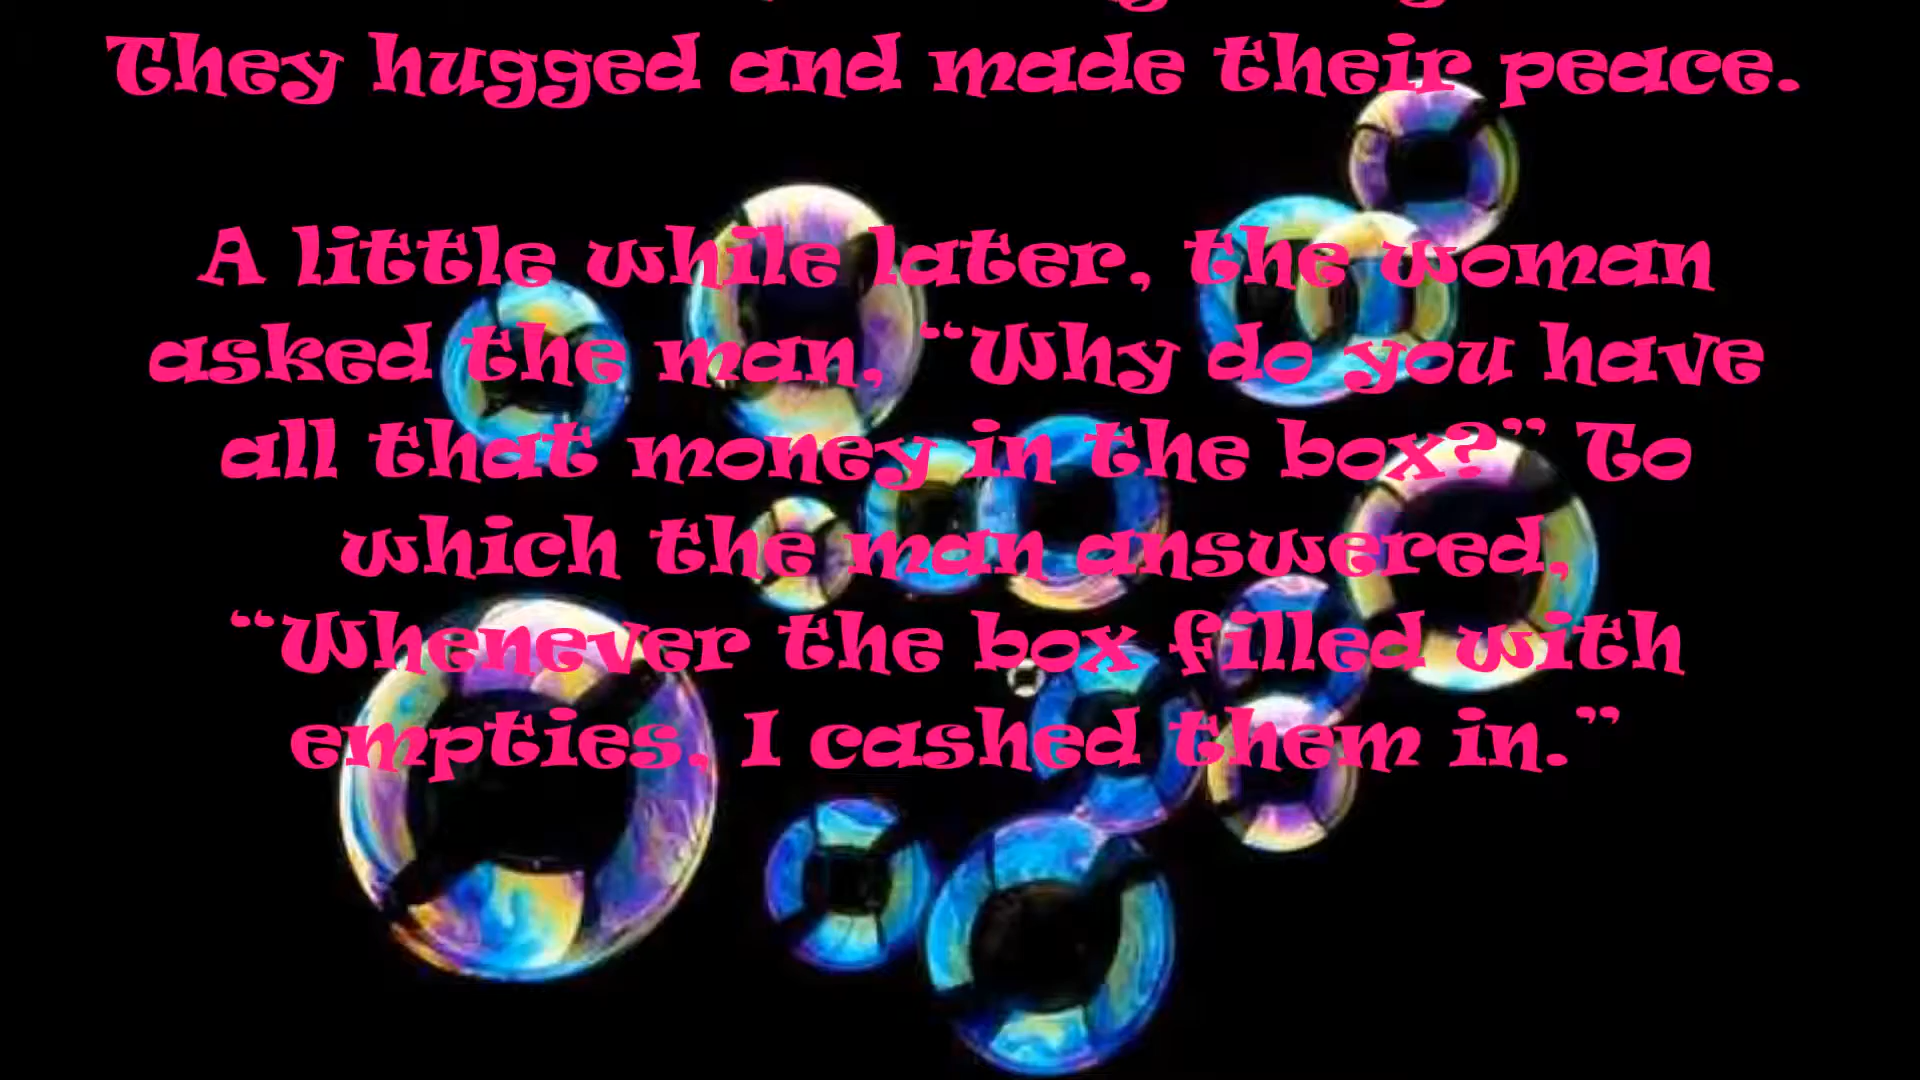 They hugged and made their peace.
A little while later, the woman
asked the man, “Why do you have
all that money in the box?” To
which the man answered,
“Whenever the box filled with
empties, I cashed them in.”